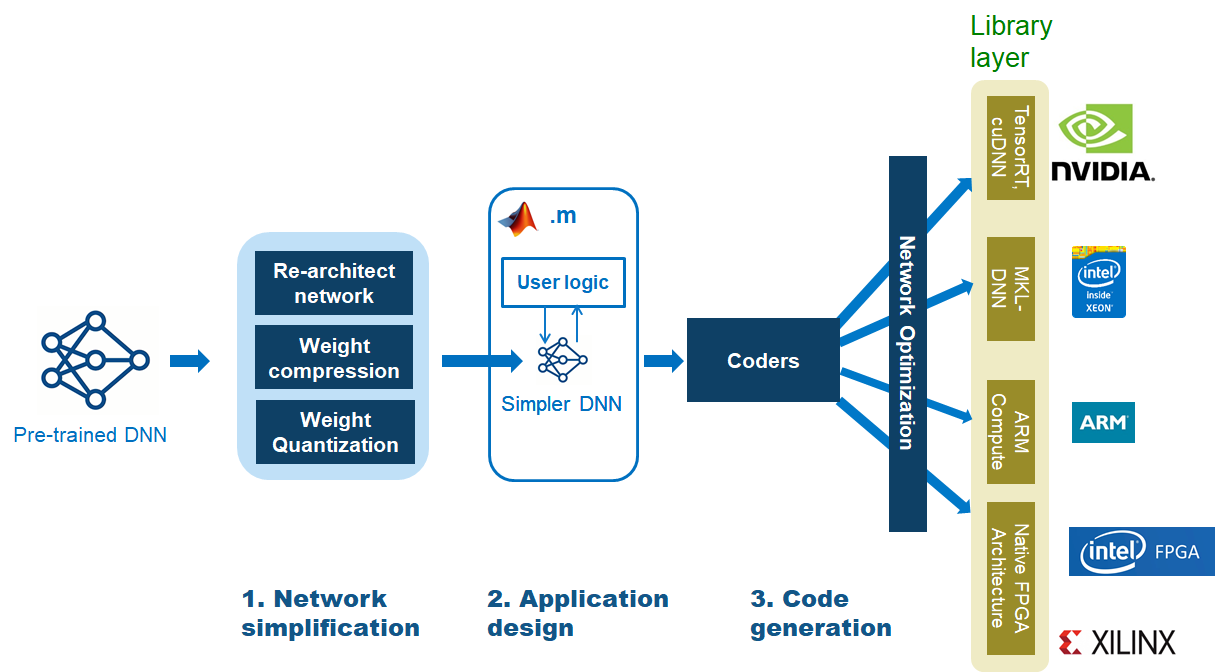 Library
layer
TensorRT,
cuDNN
NVIDIA.
.m
User logic
Simpler DNN
Re-architect
network
Weight
compression
Weight
Quantization
Pre-trained DNN
Coders
Network Optimization
MKL-
DNN
intel
inside
XEON
ARM
Compute
ARM
Native FPGA
Architecture
intel FPGA
XILINX
1. Network
simplification
2. Application
design
3. Code
generation